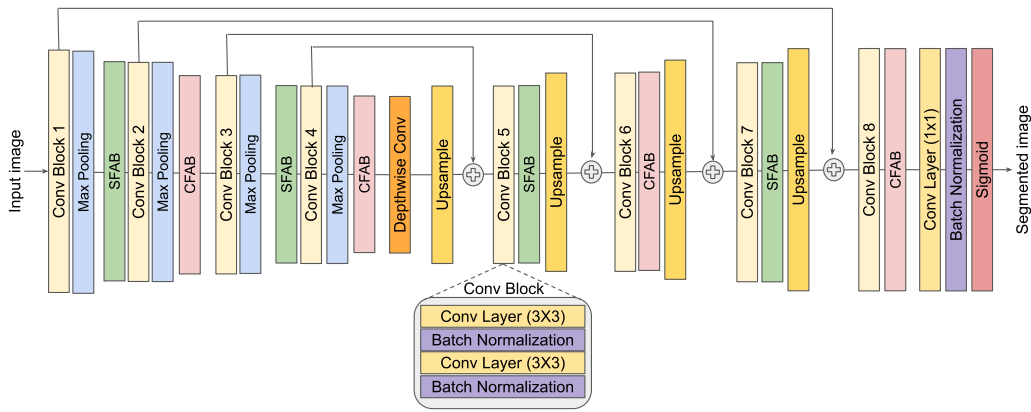 Input image
Conv Block 1
Max Pooling
SFAB
Conv Block 2
Max Pooling
CFAB
Conv Block 3
Max Pooling
SFAB
Conv Block 4
Max Pooling
CFAB
Depthwise Conv
Upsample
Conv Block 5
SFAB
Upsample
Conv Block 6
CFAB
Upsample
Conv Block 7
SFAB
Upsample
Conv Block 8
CFAB
Conv Layer (1x1)
Batch Normalization
Sigmoid
Segmented image
Conv Block
Conv Layer (3X3)
Batch Normalization
Conv Layer (3X3)
Batch Normalization